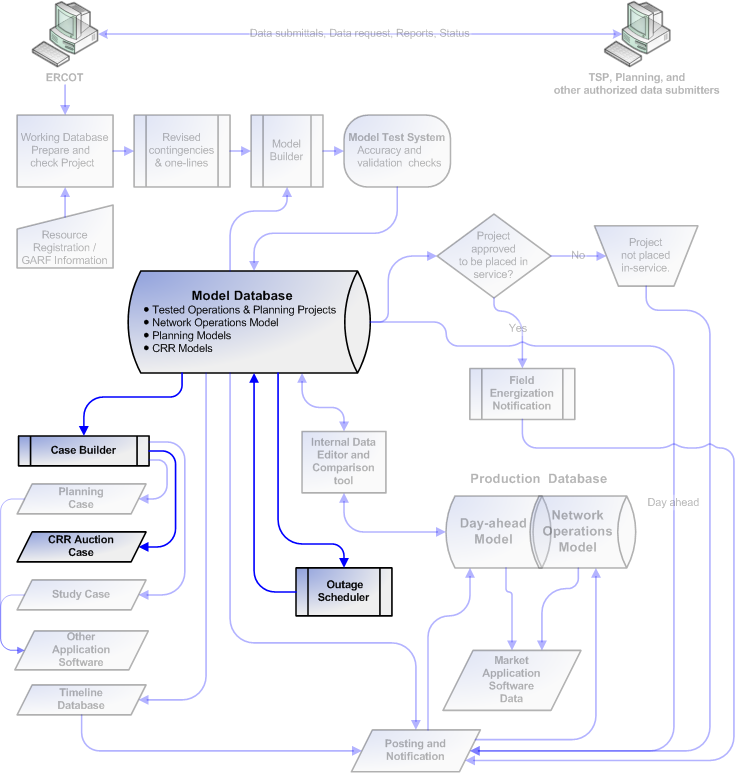 Data submittals, Data request, Reports, Status
ERCOT
TSP, Planning, and
other authorized data submitters
Working Database
Prepare and
check Project
Revised
contingencies
& one-lines
Model
Builder
Model Test System
Accuracy and
validation checks
Resource
Registration /
GARF Information
Project
approved
to be placed in
service?
No
Project
not placed
in-service.
Yes
Model Database
• Tested Operations & Planning Projects
• Network Operations Model
• Planning Models
• CRR Models
Field
Energization
Notification
Case Builder
Internal Data
Editor and
Comparison
tool
Planning
Case
Production Database
Day-ahead
Model
Network
Operations
Model
Day ahead
CRR Auction
Case
Outage
Scheduler
Study Case
Other
Application
Software
Market
Application
Software
Data
Timeline
Database
Posting and
Notification